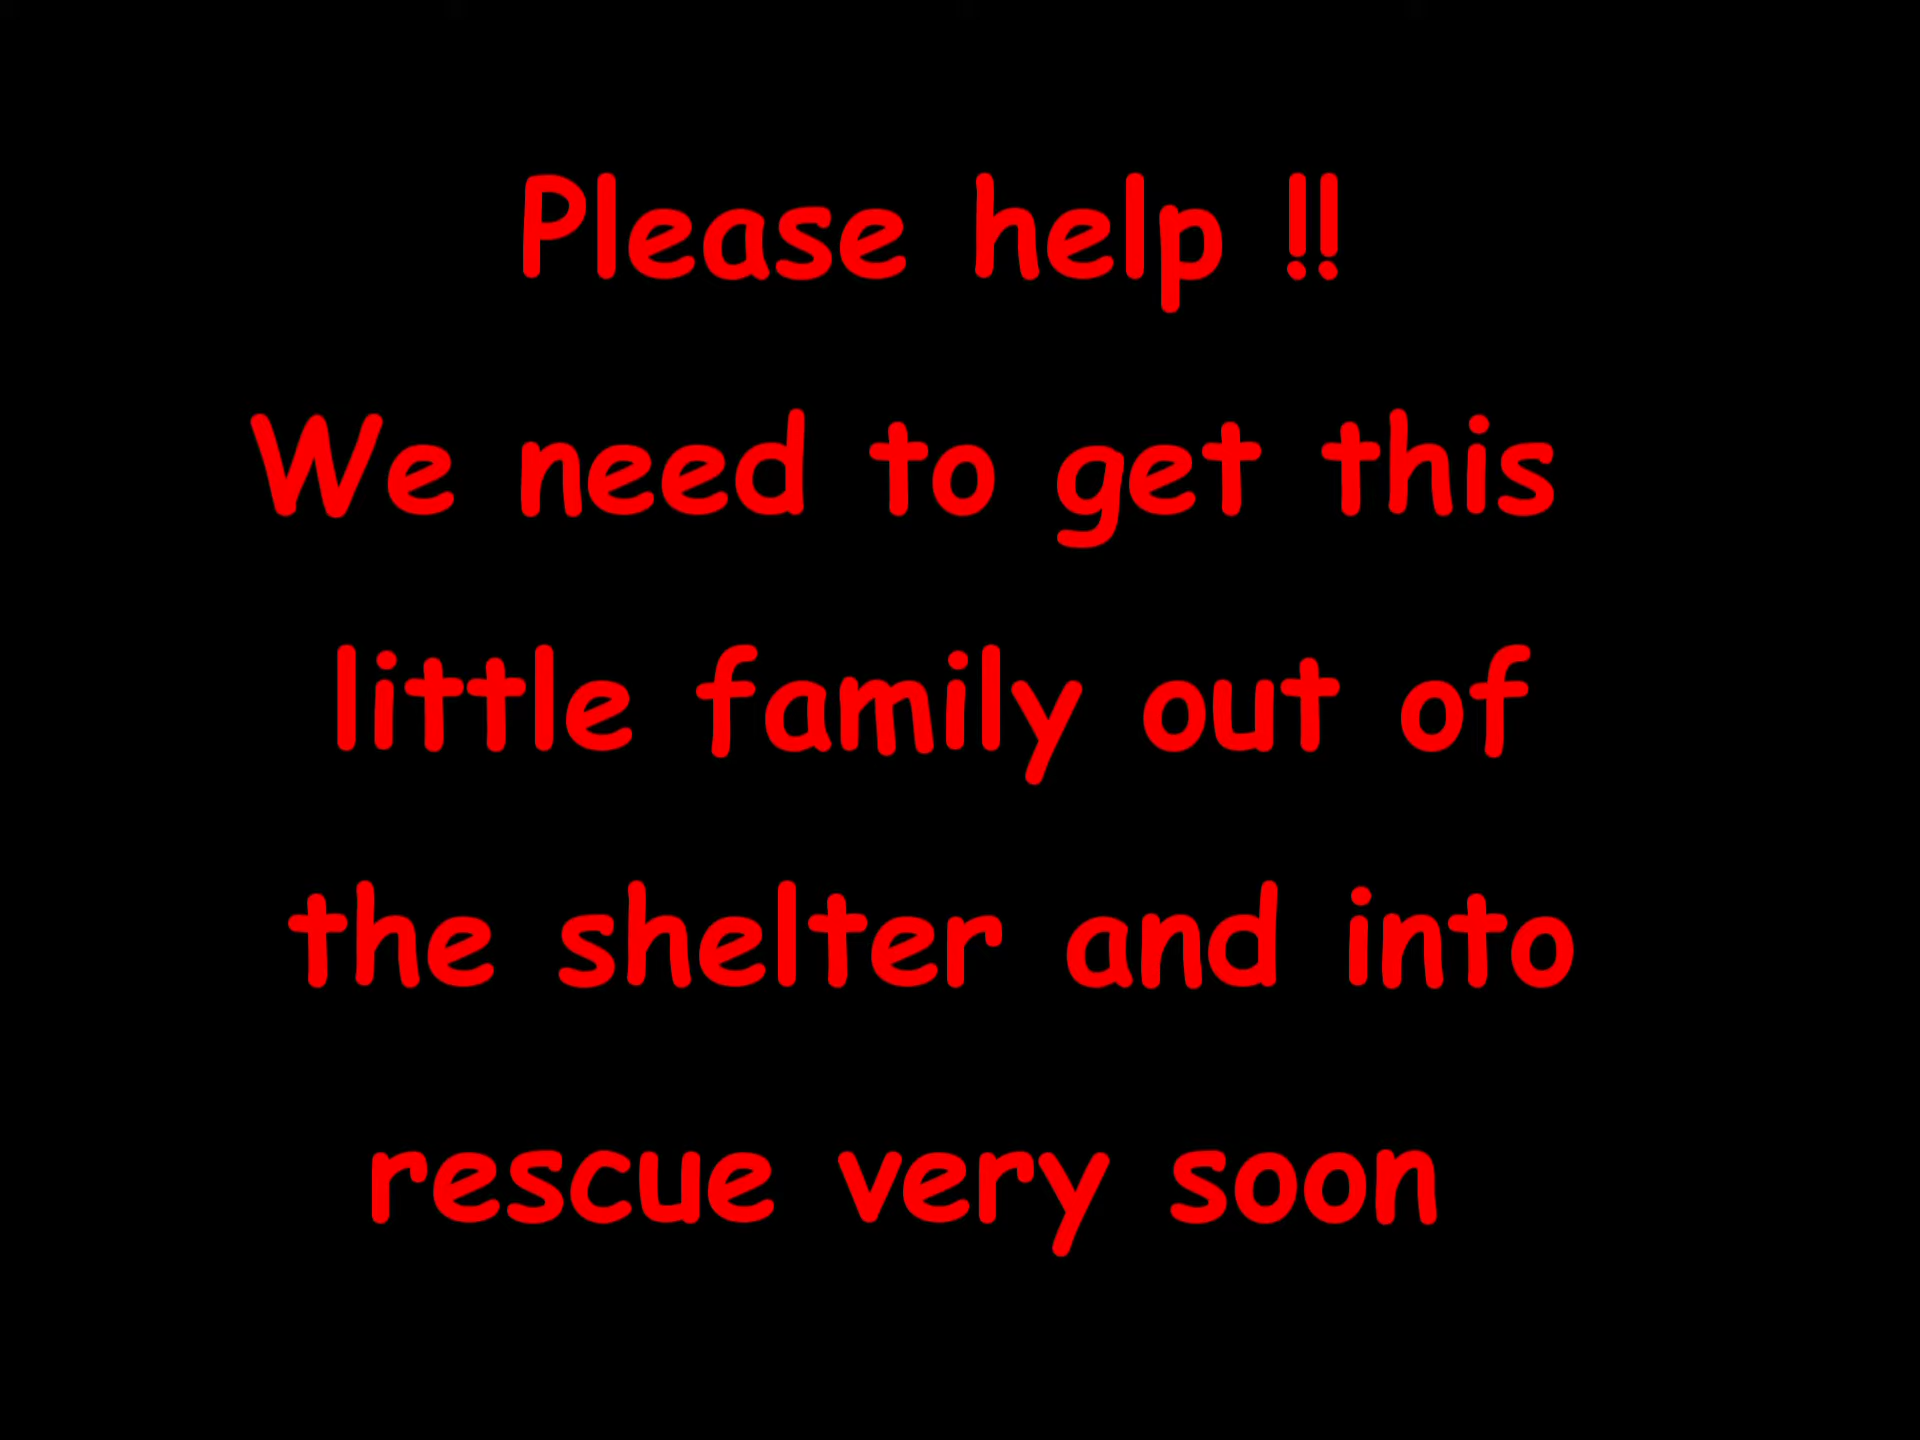 Please help !!
We need to get this
little family out of
the shelter and into
rescue very soon